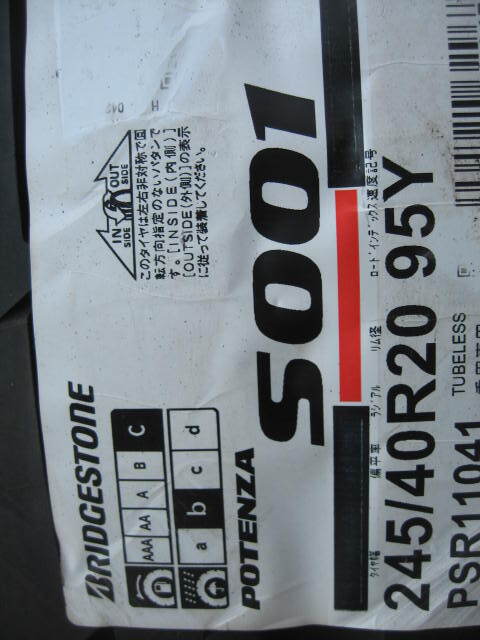 BRIDGESTONE
AAA AA A B C
a b c d
POTENZA
S001
IN OUT
SIDE SIDE
このタイヤは左右非対称で回
転方向指定のないパタンで
す。[INSIDE(内側)]
[OUTSIDE(外側)]の表示
に従って装着してください。
タイヤ幅 偏平率 ラジアル リム径 ロードインデックス 速度記号
245/40R20 95Y
PSR11041 TUBELESS